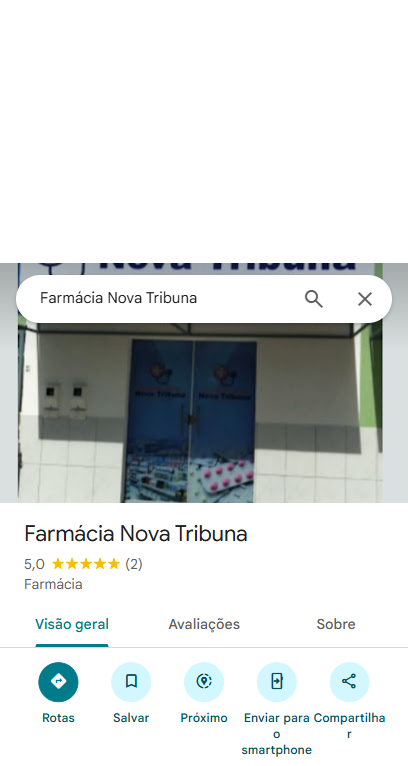 Nova Tribuna
Farmácia Nova Tribuna
Nova Tribuna
Nova Tribuna
Farmácia Nova Tribuna
5,0 ★★★★★ (2)
Farmácia
Visão geral
Avaliações
Sobre
Rotas
Salvar
Próximo
Enviar para
o
smartphone
Compartilha
r